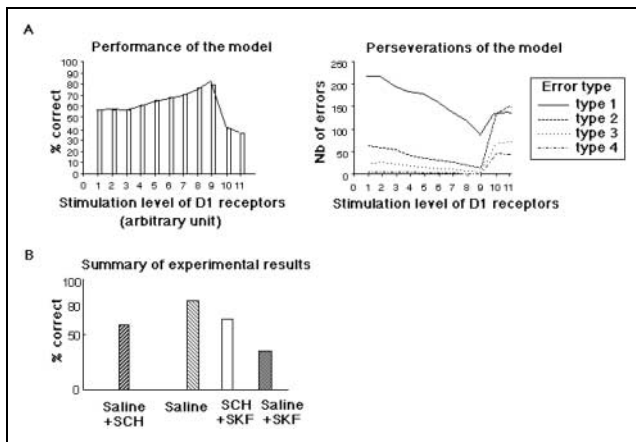 A
Performance of the model
Perseverations of the model
% correct
100
90
80
70
60
50
40
30
20
10
0
0 1 2 3 4 5 6 7 8 9 10 11
Stimulation level of D1 receptors
(arbitrary unit)
Nb of errors
250
200
150
100
50
0
0 1 2 3 4 5 6 7 8 9 10 11
Stimulation level of D1 receptors
Error type
type 1
type 2
type 3
type 4
B
Summary of experimental results
% correct
100
80
50
0
Saline
+SCH
Saline
SCH
+SKF
Saline
+SKF